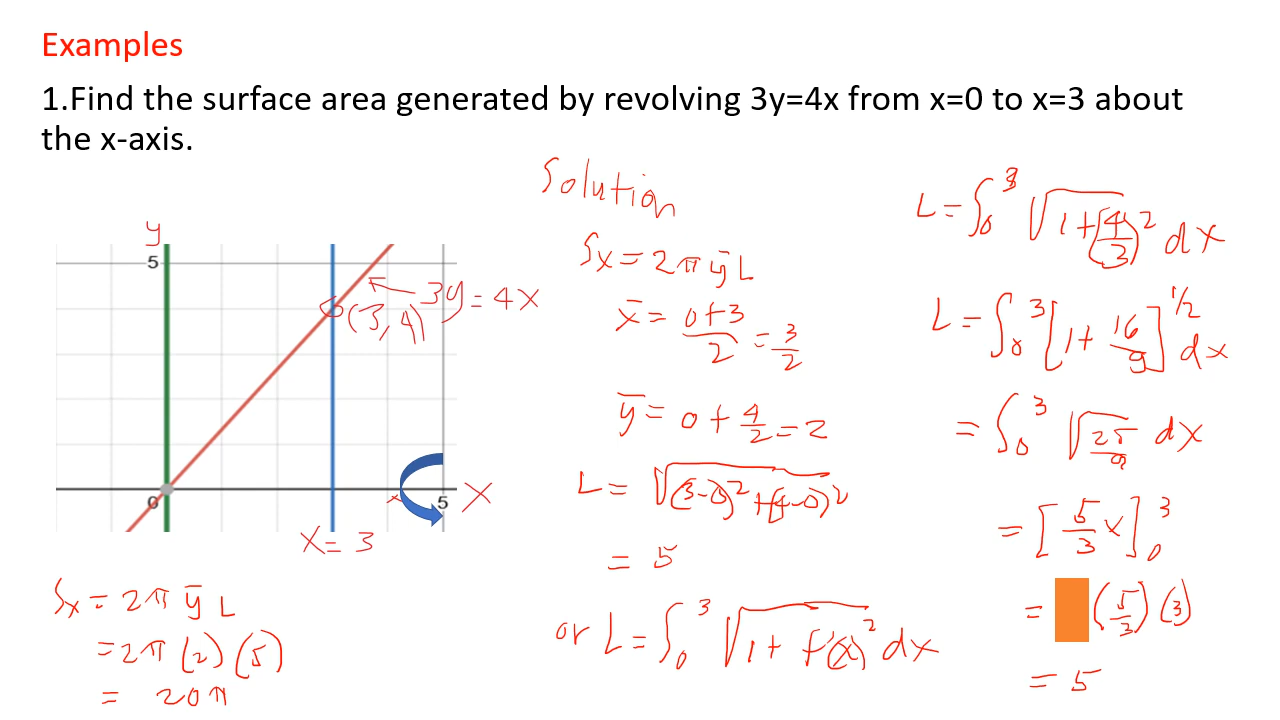 Examples
1.Find the surface area generated by revolving 3y=4x from x=0 to x=3 about
the x-axis.
y
5
3y = 4x
(3, 4)
0
5
x
x = 3
Sx = 2π ȳ L
= 2π (2) (5)
= 20π
Solution
Sx = 2π ȳ L
x̄ = (0+3)/2 = 3/2
ȳ = 0 + 4/2 = 2
L = √((3-0)² + (4-0)²
= 5
or L = ∫₀³ √(1 + f'(x)²) dx
L = ∫₀³ √(1 + (4/3)²) dx
L = ∫₀³ [1 + 16/9]^1/2 dx
= ∫₀³ √(25/9) dx
= [5/3 x]₀³
= (5/3) (3)
= 5